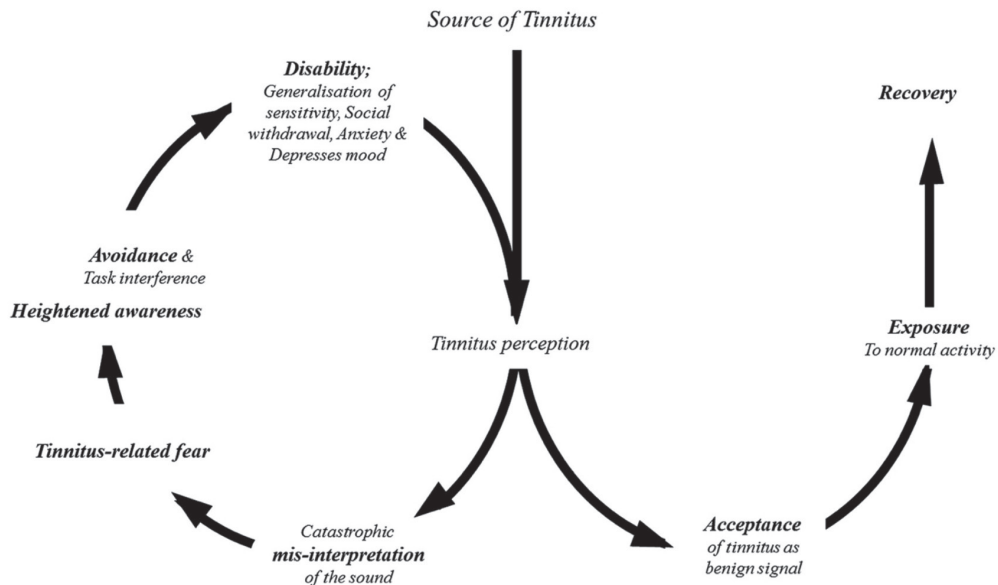 Source of Tinnitus
Disability;
Generalisation of
sensitivity, Social
withdrawal, Anxiety &
Depresses mood
Recovery
Avoidance &
Task interference
Heightened awareness
Tinnitus perception
Exposure
To normal activity
Tinnitus-related fear
Catastrophic
mis-interpretation
of the sound
Acceptance
of tinnitus as
benign signal